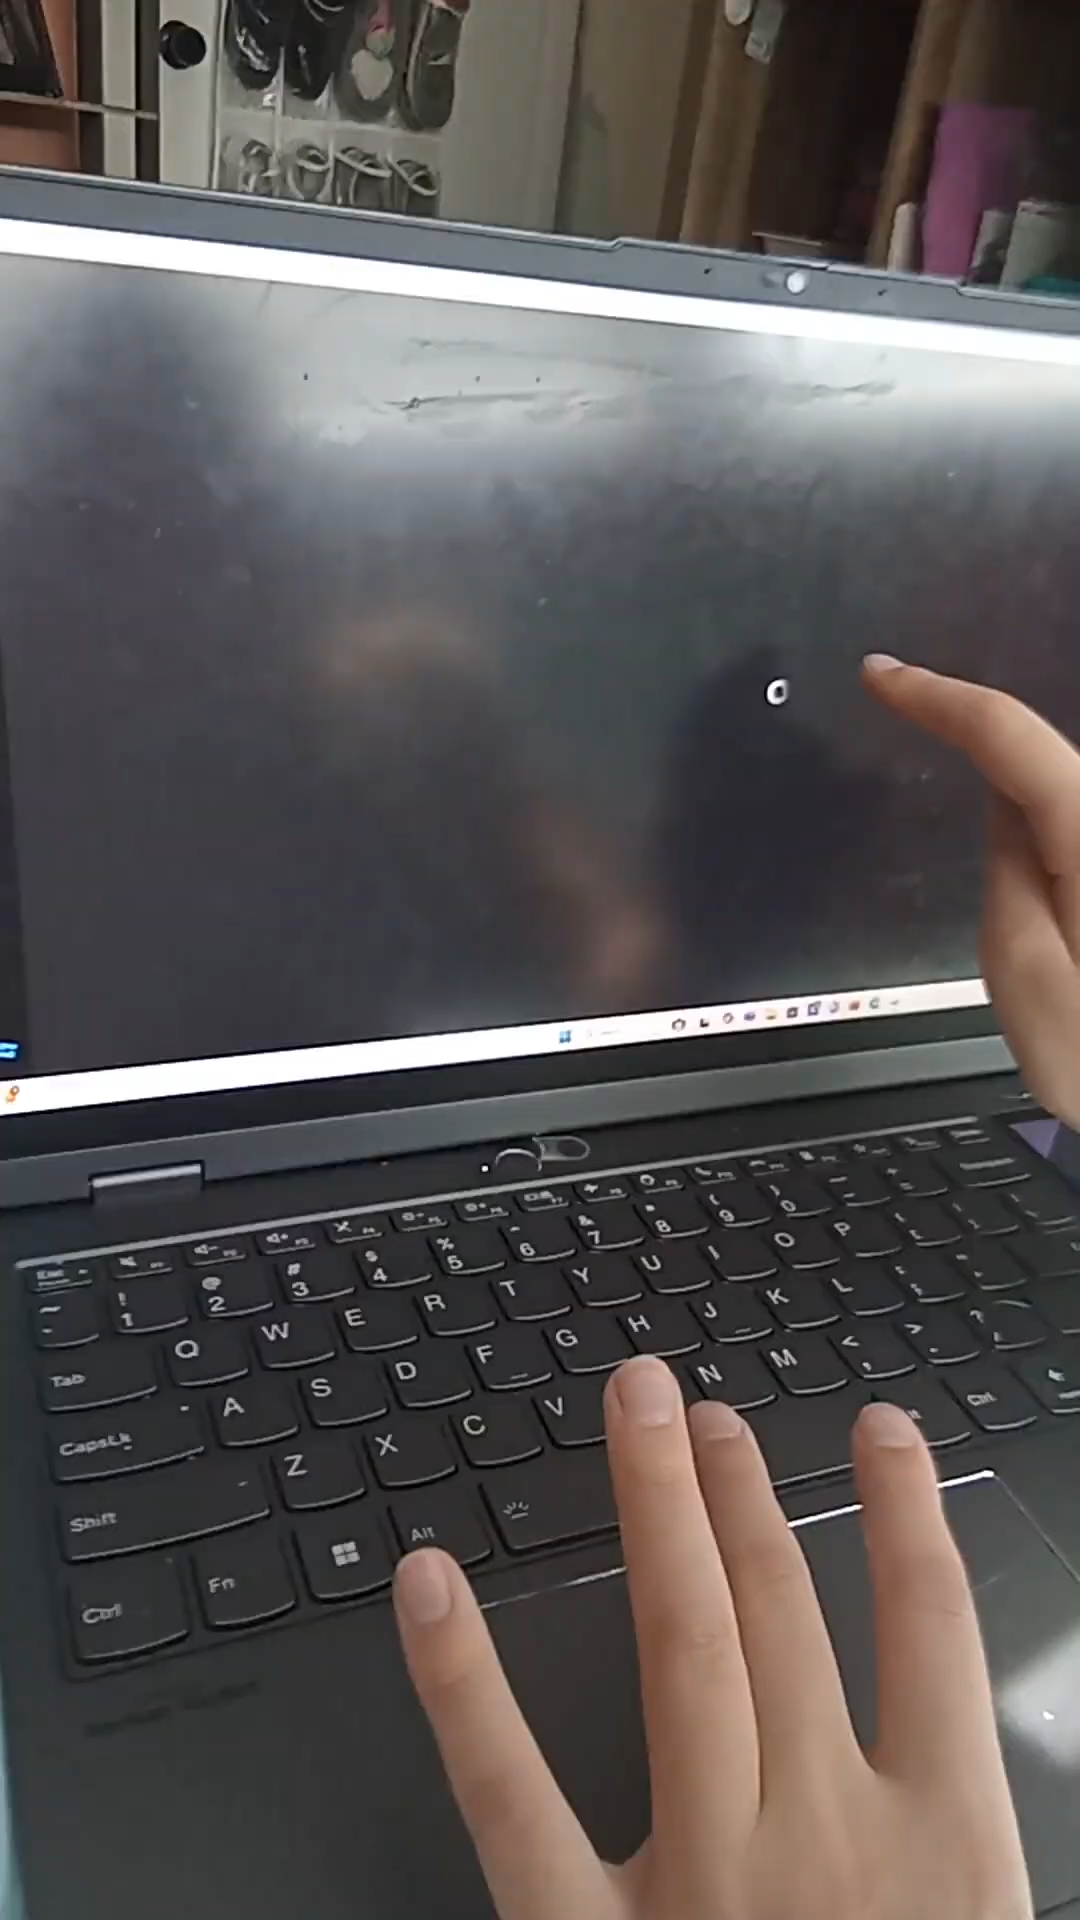 Esc
! 1
@ 2
# 3
$ 4
% 5
^ 6
& 7
* 8
( 9
) 0
Tab Q W E R T Y U I O P
CapsLk A S D F G H J K L
Shift Z X C V N M < , > . ?
Ctrl Fn Alt Ctrl